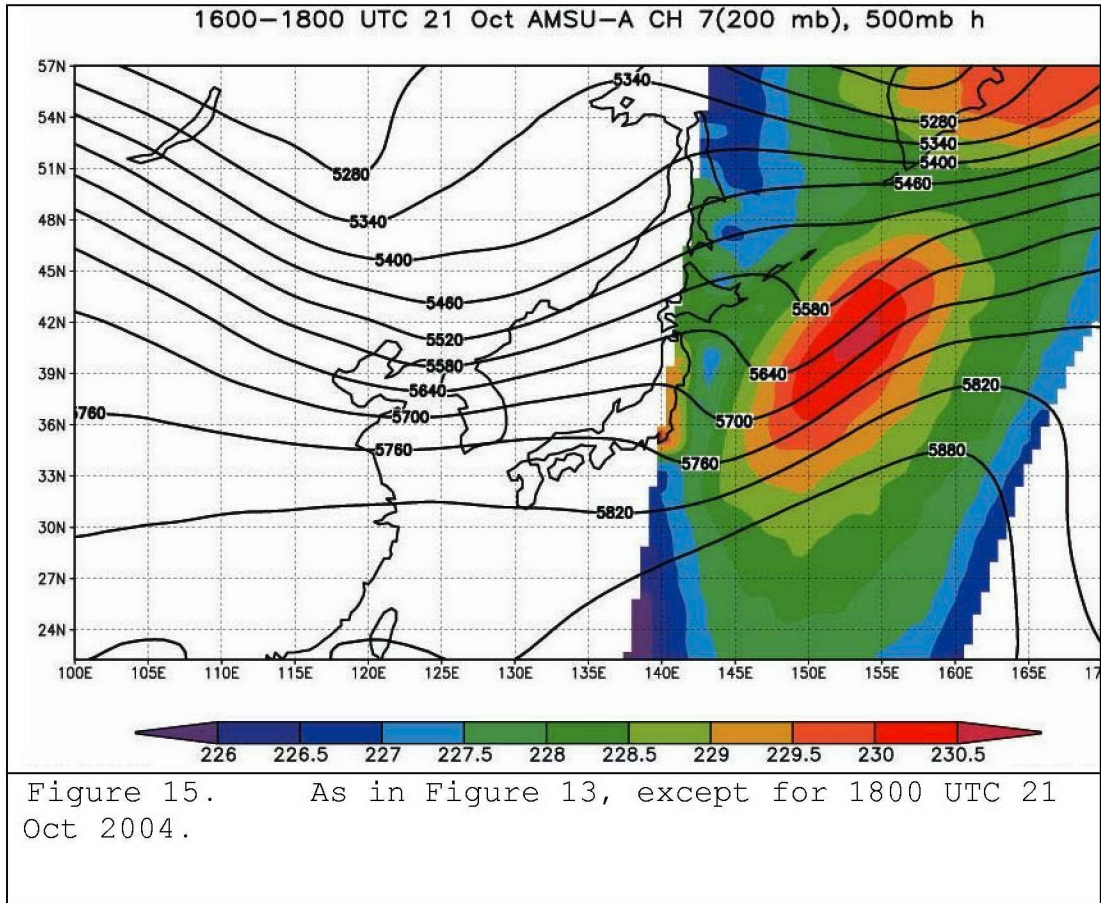 1600-1800 UTC 21 Oct AMSU-A CH 7(200 mb), 500mb h
57N
54N
51N
48N
45N
42N
39N
36N
33N
30N
27N
24N
5340
5280
5280
5340
5340
5400
5400
5460
5460
5580
5520
5580
5640
5640
5820
5760
5700
5700
5760
5760
5880
5820
100E 105E 110E 115E 120E 125E 130E 135E 140E 145E 150E 155E 160E 165E 17
226 226.5 227 227.5 228 228.5 229 229.5 230 230.5
Figure 15. As in Figure 13, except for 1800 UTC 21
Oct 2004.